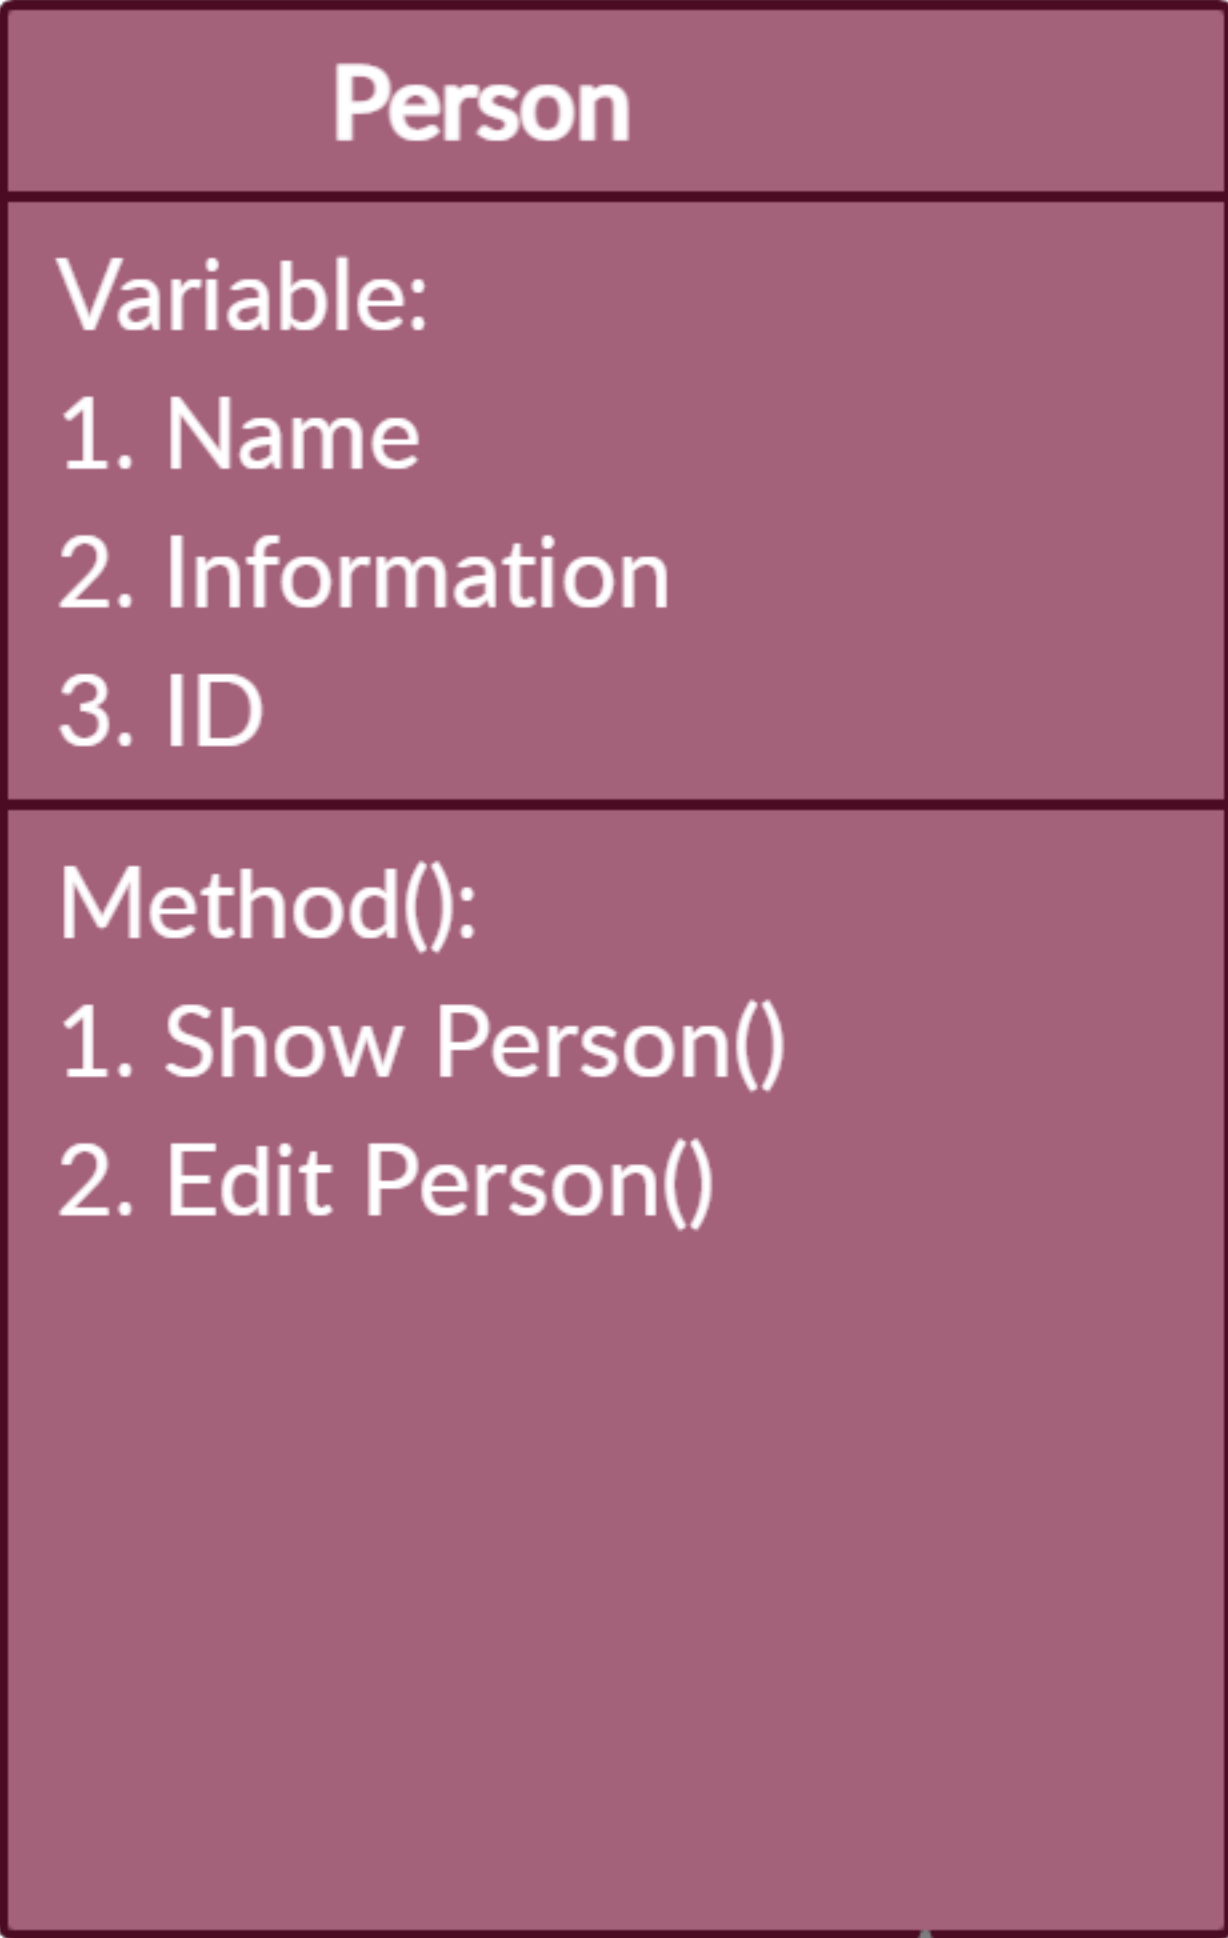 Person
Variable:
1. Name
2. Information
3. ID
Method():
1. Show Person()
2. Edit Person()